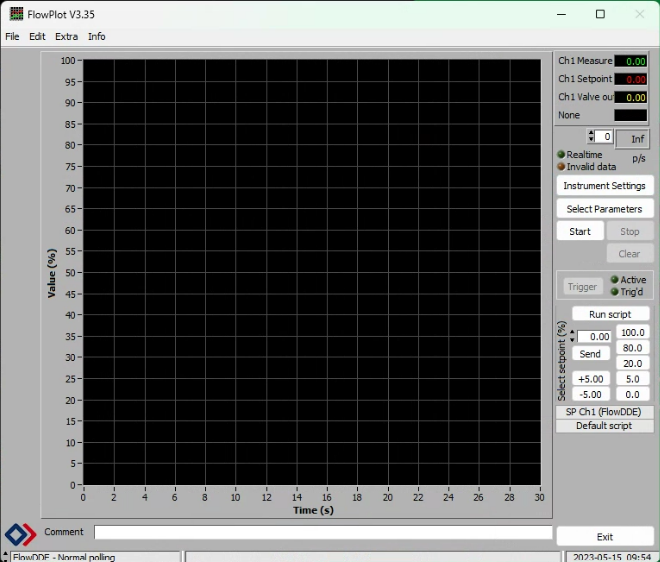 FlowPlot V3.35
File Edit Extra Info
100
95
90
85
80
75
70
65
60
55
50
45
40
35
30
25
20
15
10
5
0
Value (%)
0 2 4 6 8 10 12 14 16 18 20 22 24 26 28 30
Time (s)
Ch1 Measure 0.00
Ch1 Setpoint 0.00
Ch1 Valve out 0.00
None
0 Inf
Realtime p/s
Invalid data
Instrument Settings
Select Parameters
Start Stop
Clear
Trigger Active
Trig'd
Select setpoint (%)
Run script
0.00 100.0
Send 80.0
20.0
+5.00 5.0
-5.00 0.0
SP Ch1 (FlowDDE)
Default script
Comment
Exit
FlowDDE - Normal polling
2023-05-15 09:54